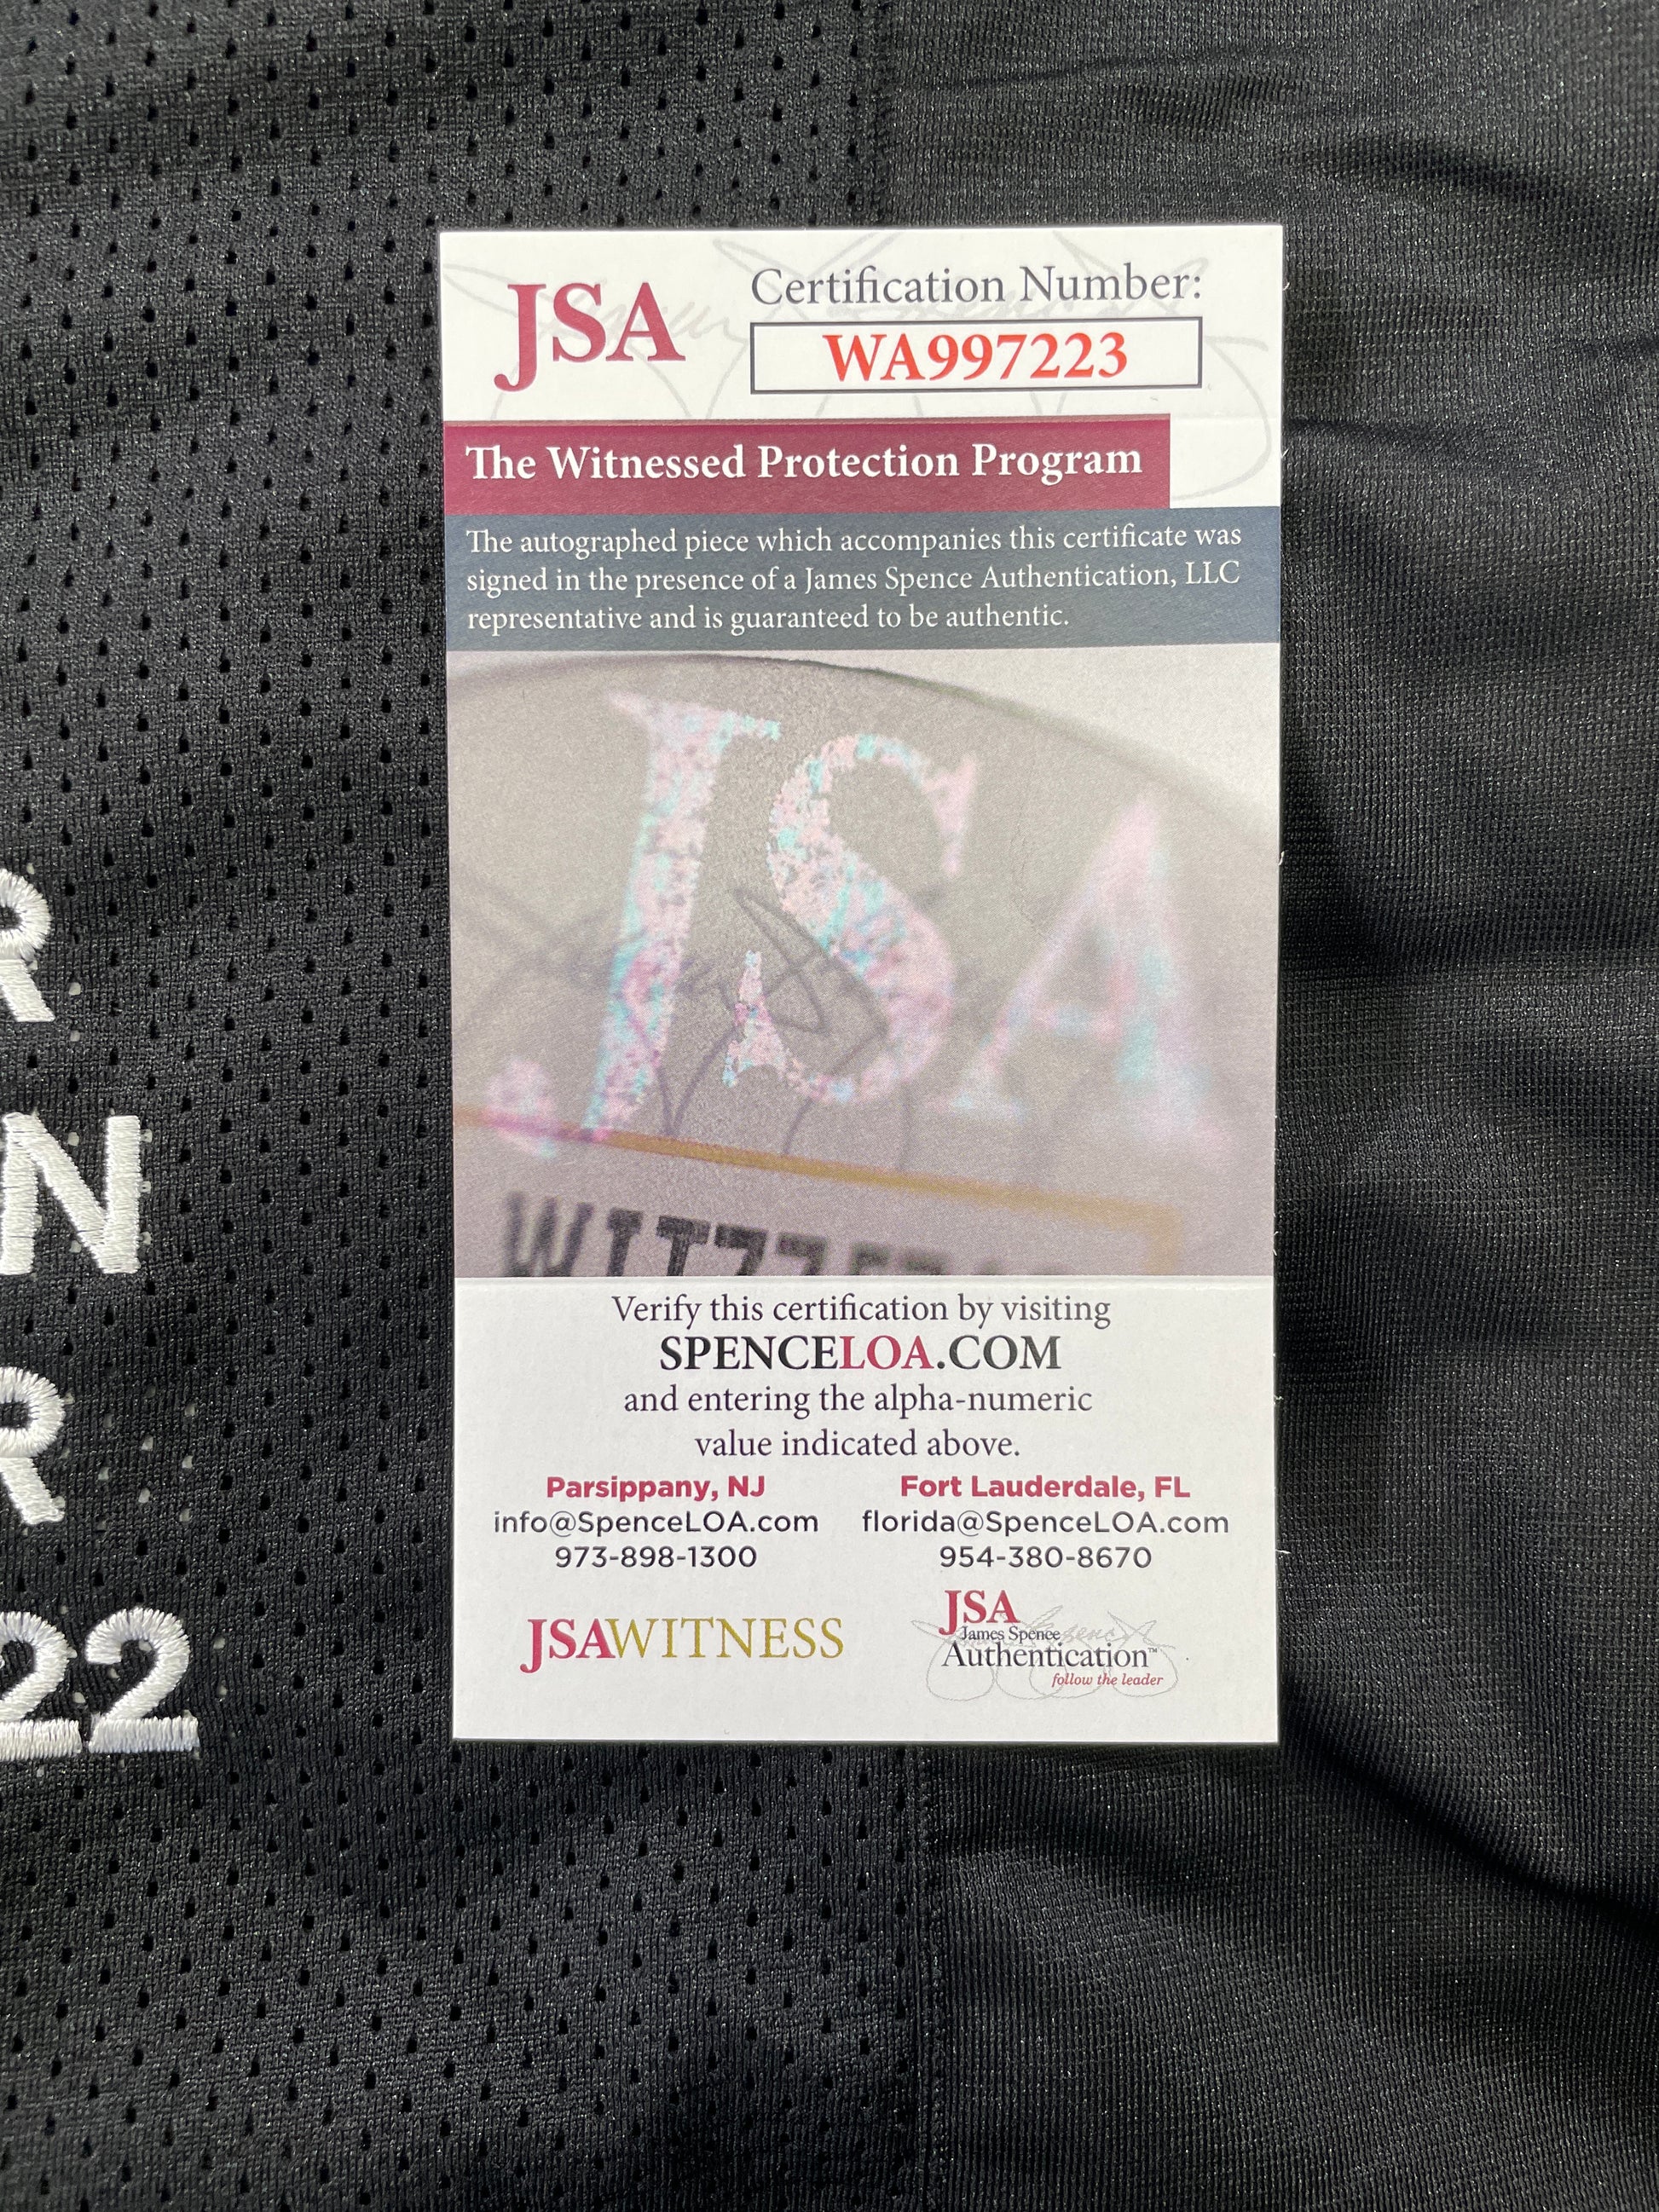 JSA
Certification Number:
WA997223
The Witnessed Protection Program
The autographed piece which accompanies this certificate was
signed in the presence of a James Spence Authentication, LLC
representative and is guaranteed to be authentic.
JSA
Verify this certification by visiting
SPENCELOA.COM
and entering the alpha-numeric
value indicated above.
Parsippany, NJ
info@SpenceLOA.com
973-898-1300
Fort Lauderdale, FL
florida@SpenceLOA.com
954-380-8670
JSAWITNESS
JSA
James Spence
Authentication™
follow the leader
R
N
R
22